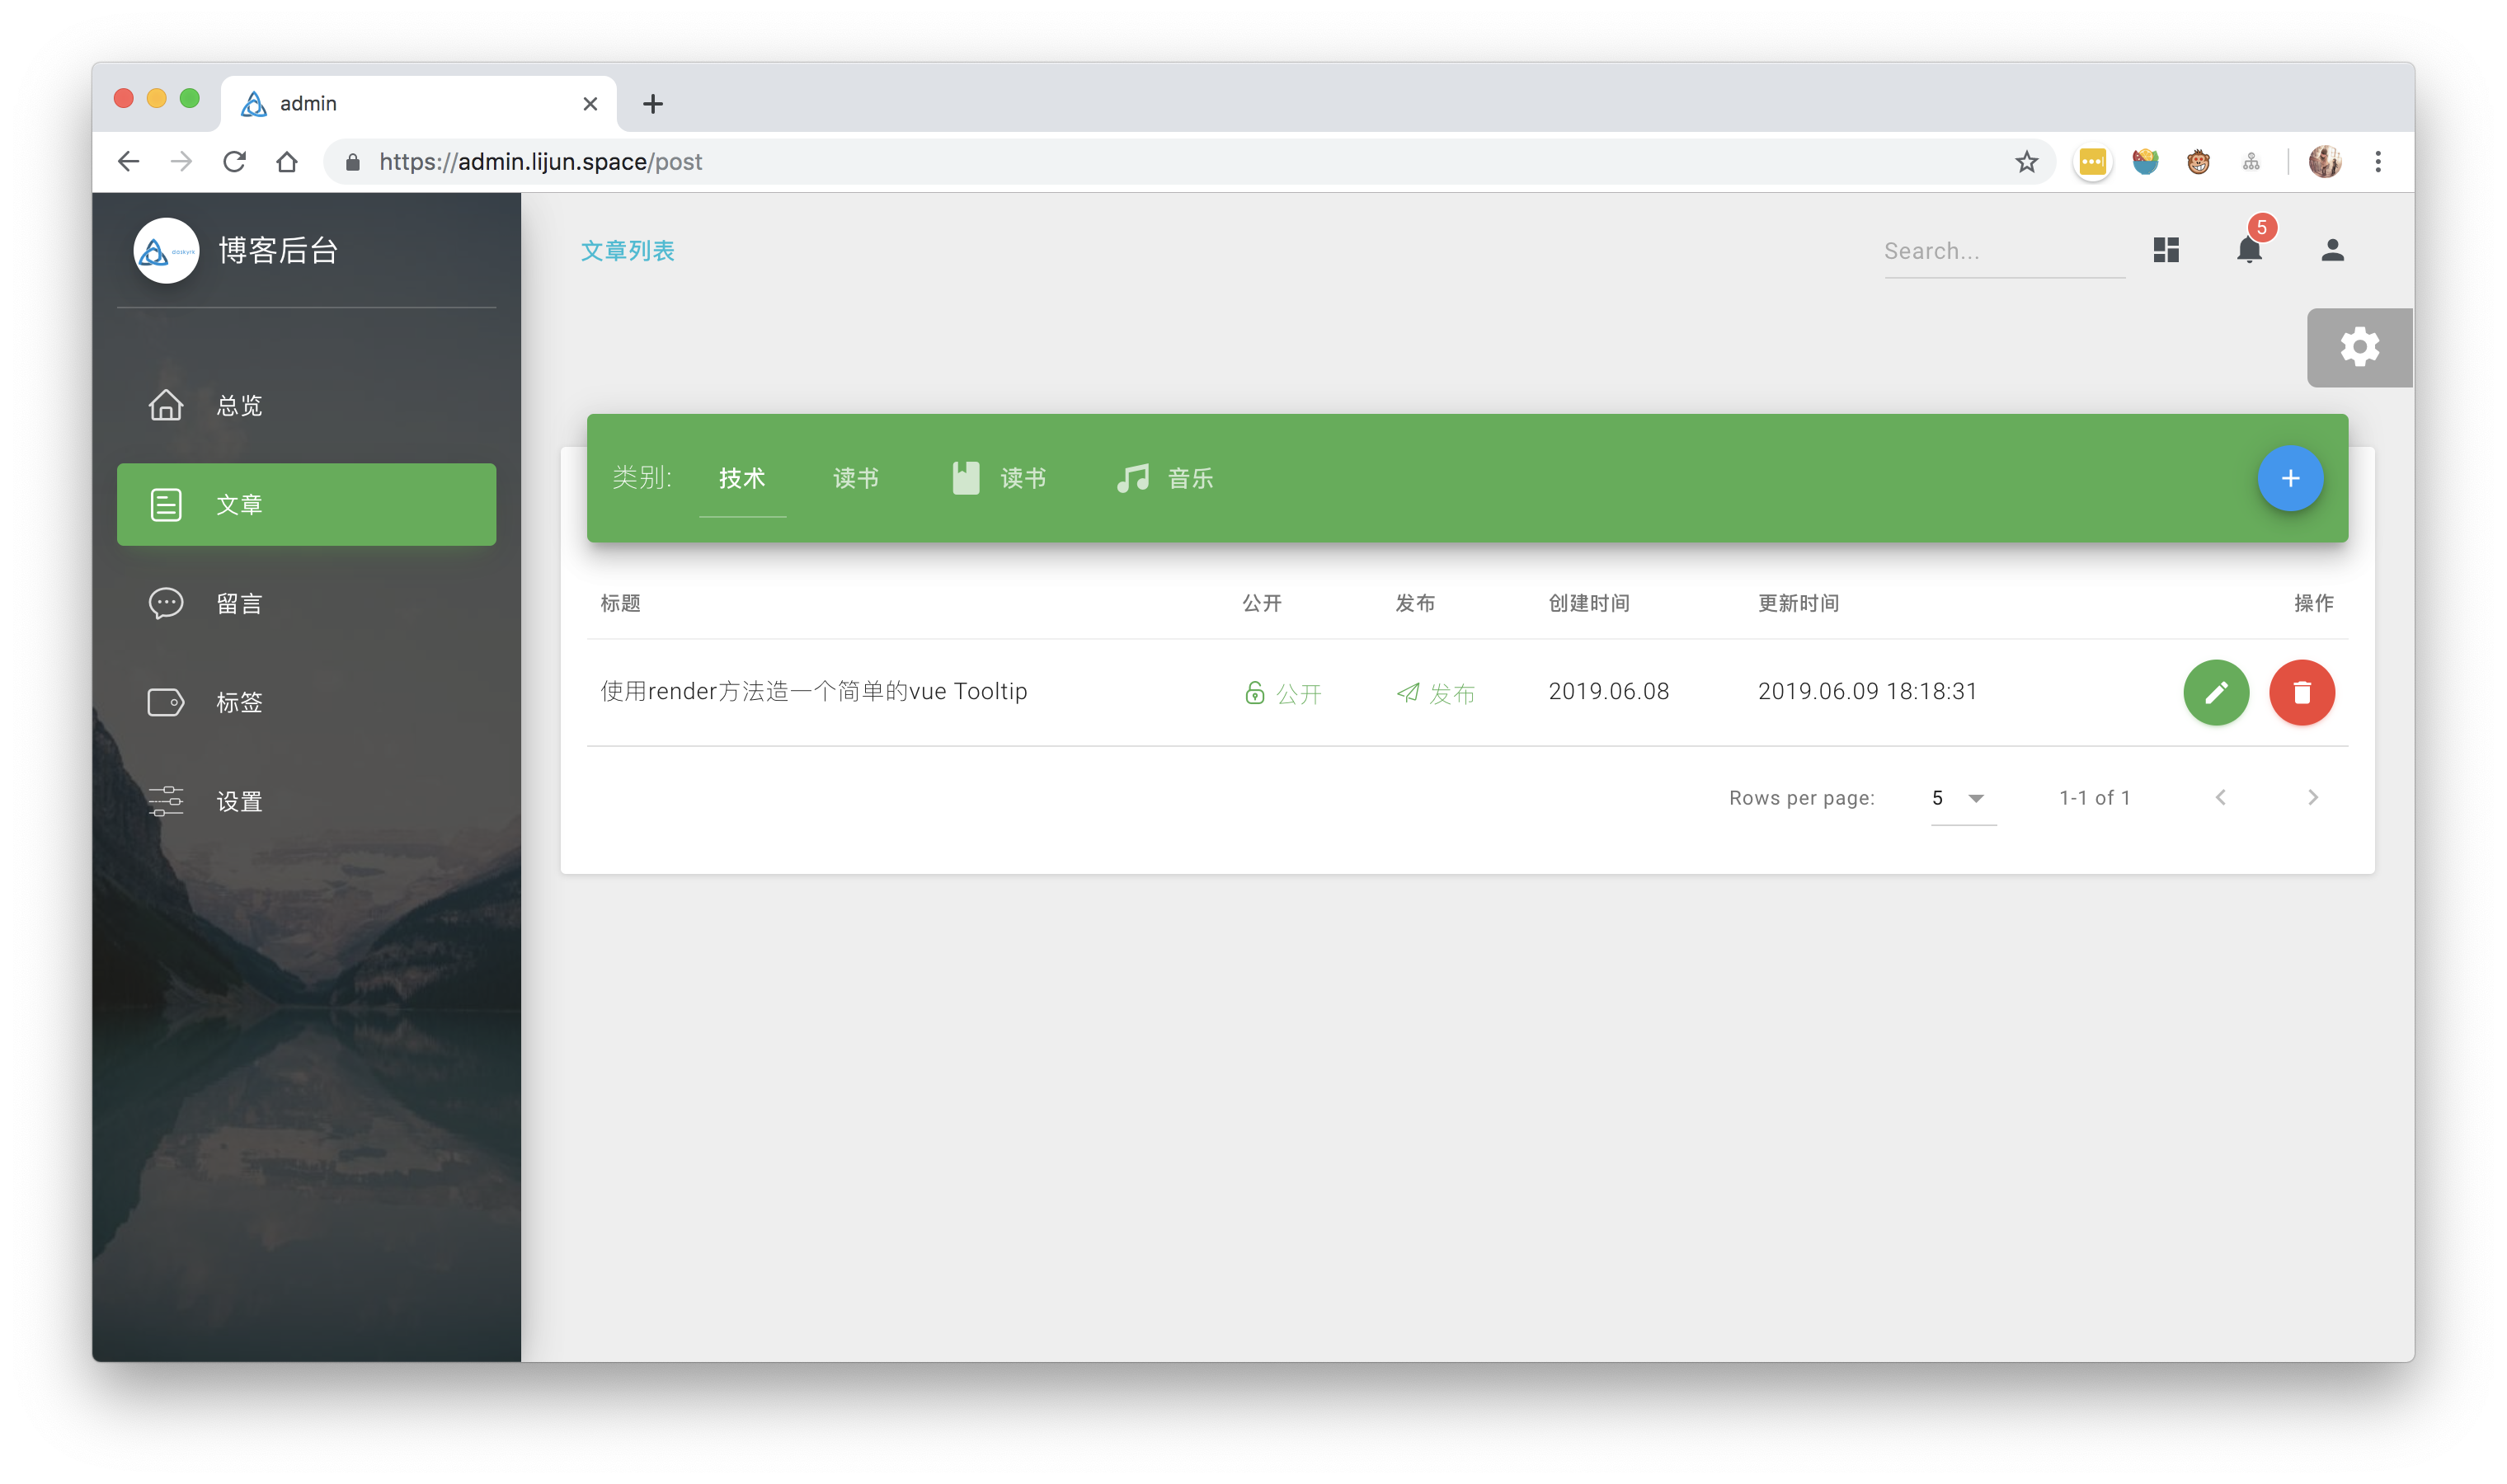 admin
https://admin.lijun.space/post
博客后台
文章列表
Search...
5
总览
文章
留言
标签
设置
类别: 技术 读书 读书 音乐
标题 公开 发布 创建时间 更新时间 操作
使用render方法造一个简单的vue Tooltip 公开 发布 2019.06.08 2019.06.09 18:18:31
Rows per page: 5 1-1 of 1